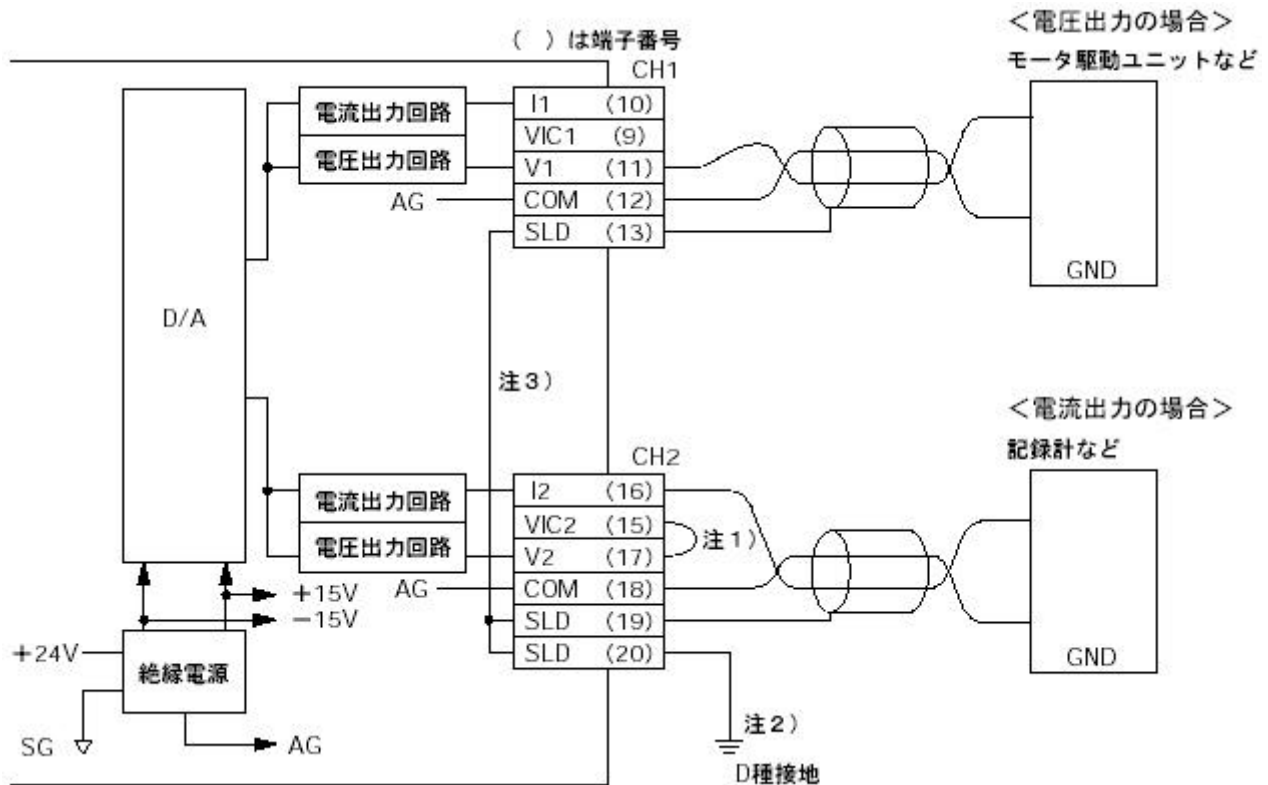 ( )は端子番号
<電圧出力の場合>
モータ駆動ユニットなど
CH1
電流出力回路
電圧出力回路
AG
I1 (10)
VIC1 (9)
V1 (11)
COM (12)
SLD (13)
GND
D/A
注3)
<電流出力の場合>
記録計など
CH2
電流出力回路
電圧出力回路
AG
I2 (16)
VIC2 (15)
V2 (17)
COM (18)
SLD (19)
SLD (20)
注1)
GND
+15V
-15V
+24V
絶縁電源
SG
AG
注2)
D種接地